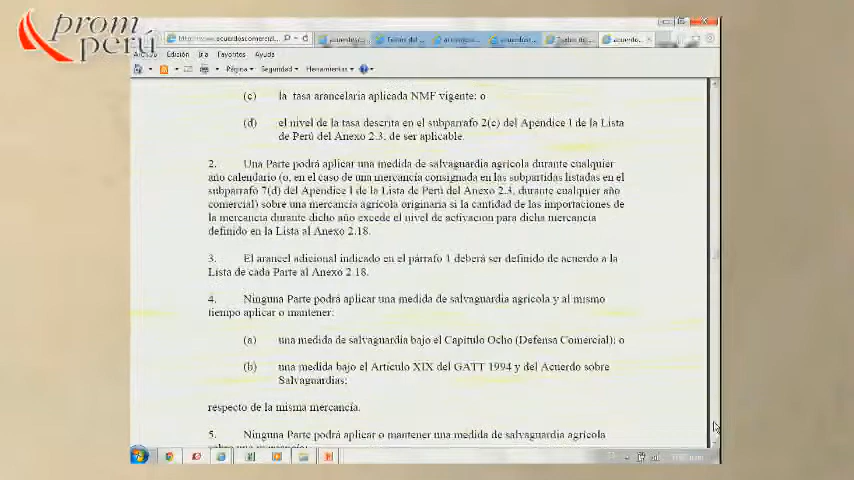 prom
perú
http://www.acuerdoscomercial...
Edición Ver Favoritos Ayuda
Página Seguridad Herramientas
(c) la tasa arancelaria aplicada NMF vigente; o
(d) el nivel de la tasa descrita en el subparrafo 2(c) del Apéndice I de la Lista
de Perú del Anexo 2.3, de ser aplicable.
2. Una Parte podrá aplicar una medida de salvaguardia agrícola durante cualquier
año calendario (o, en el caso de una mercancía consignada en las subpartidas listadas en el
subparrafo 7(d) del Apéndice I de la Lista de Perú del Anexo 2.3, durante cualquier año
comercial) sobre una mercancía agrícola originaria si la cantidad de las importaciones de
la mercancía durante dicho año excede el nivel de activación para dicha mercancía
definido en la Lista al Anexo 2.18.
3. El arancel adicional indicado en el párrafo 1 deberá ser definido de acuerdo a la
Lista de cada Parte al Anexo 2.18.
4. Ninguna Parte podrá aplicar una medida de salvaguardia agrícola y al mismo
tiempo aplicar o mantener:
(a) una medida de salvaguardia bajo el Capítulo Ocho (Defensa Comercial); o
(b) una medida bajo el Artículo XIX del GATT 1994 y del Acuerdo sobre
Salvaguardias;
respecto de la misma mercancía.
5. Ninguna Parte podrá aplicar o mantener una medida de salvaguardia agrícola